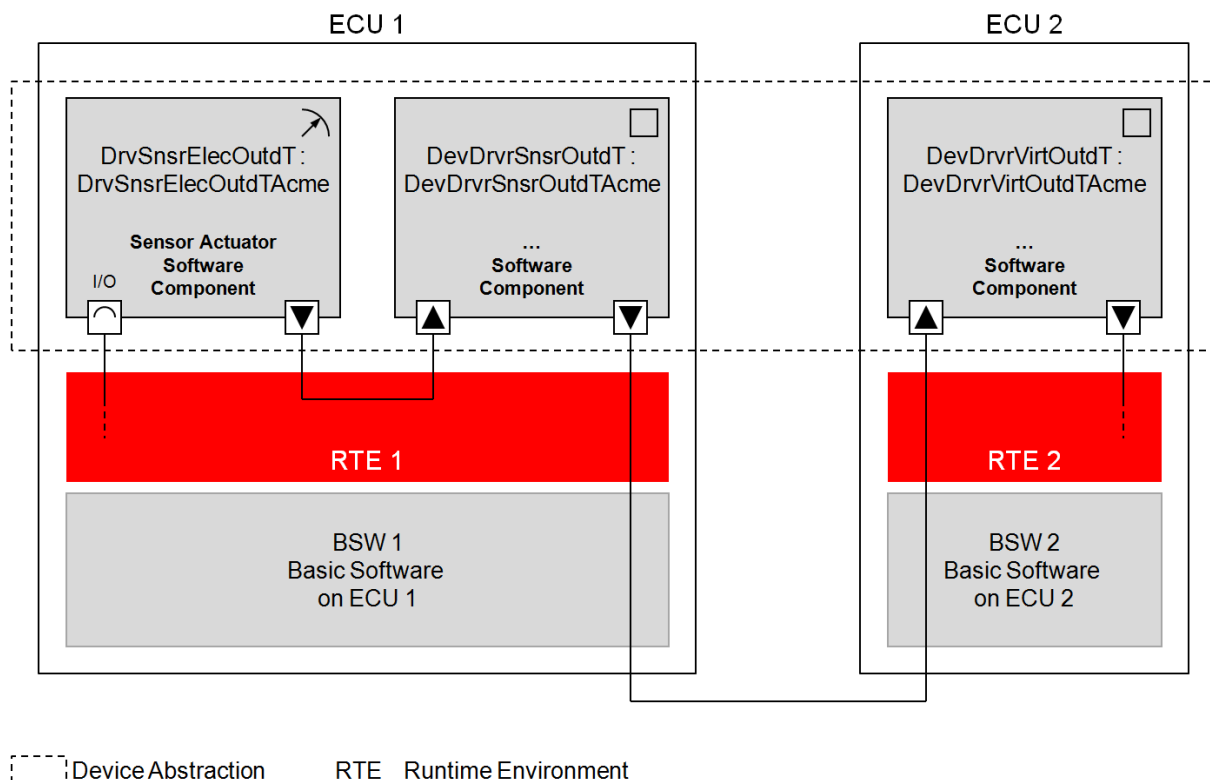 ECU 1
ECU 2
DrvSnsrElecOutdT :
DrvSnsrElecOutdTAcme
Sensor Actuator
Software
Component
I/O
DevDrvrSnsrOutdT :
DevDrvrSnsrOutdTAcme
...
Software
Component
DevDrvrVirtOutdT :
DevDrvrVirtOutdTAcme
...
Software
Component
RTE 1
RTE 2
BSW 1
Basic Software
on ECU 1
BSW 2
Basic Software
on ECU 2
Device Abstraction
RTE Runtime Environment